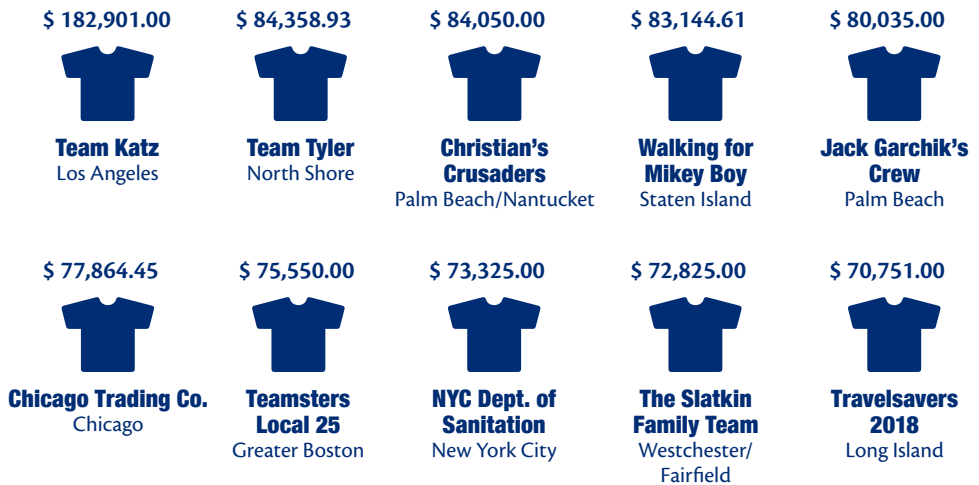 $ 182,901.00
Team Katz
Los Angeles
$ 84,358.93
Team Tyler
North Shore
$ 84,050.00
Christian’s
Crusaders
Palm Beach/Nantucket
$ 83,144.61
Walking for
Mikey Boy
Staten Island
$ 80,035.00
Jack Garchik’s
Crew
Palm Beach
$ 77,864.45
Chicago Trading Co.
Chicago
$ 75,550.00
Teamsters
Local 25
Greater Boston
$ 73,325.00
NYC Dept. of
Sanitation
New York City
$ 72,825.00
The Slatkin
Family Team
Westchester/
Fairfield
$ 70,751.00
Travelsavers
2018
Long Island